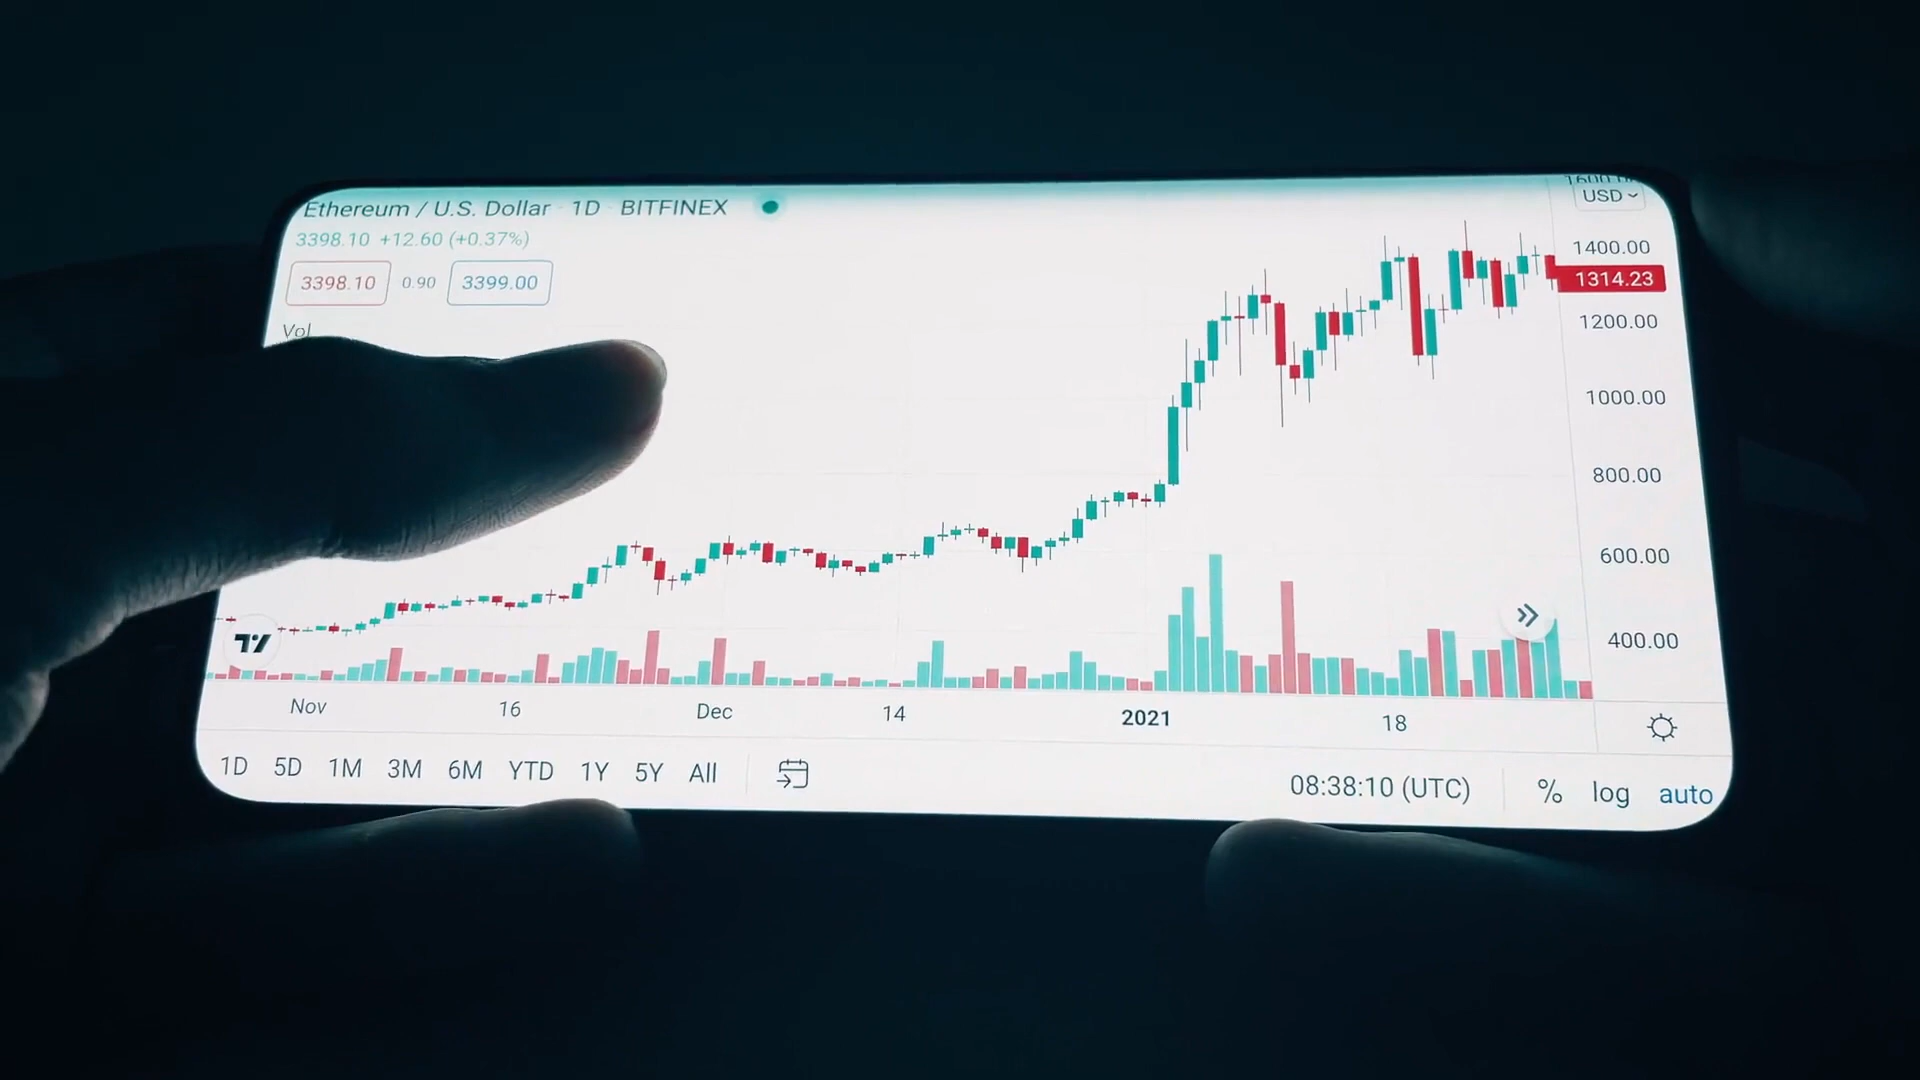 Ethereum / U.S. Dollar · 1D · BITFINEX
3398.10 +12.60 (+0.37%)
3398.10 0.90 3399.00
Vol
USD
1400.00
1314.23
1200.00
1000.00
800.00
600.00
400.00
Nov 16 Dec 14 2021 18
1D 5D 1M 3M 6M YTD 1Y 5Y All
08:38:10 (UTC) % log auto